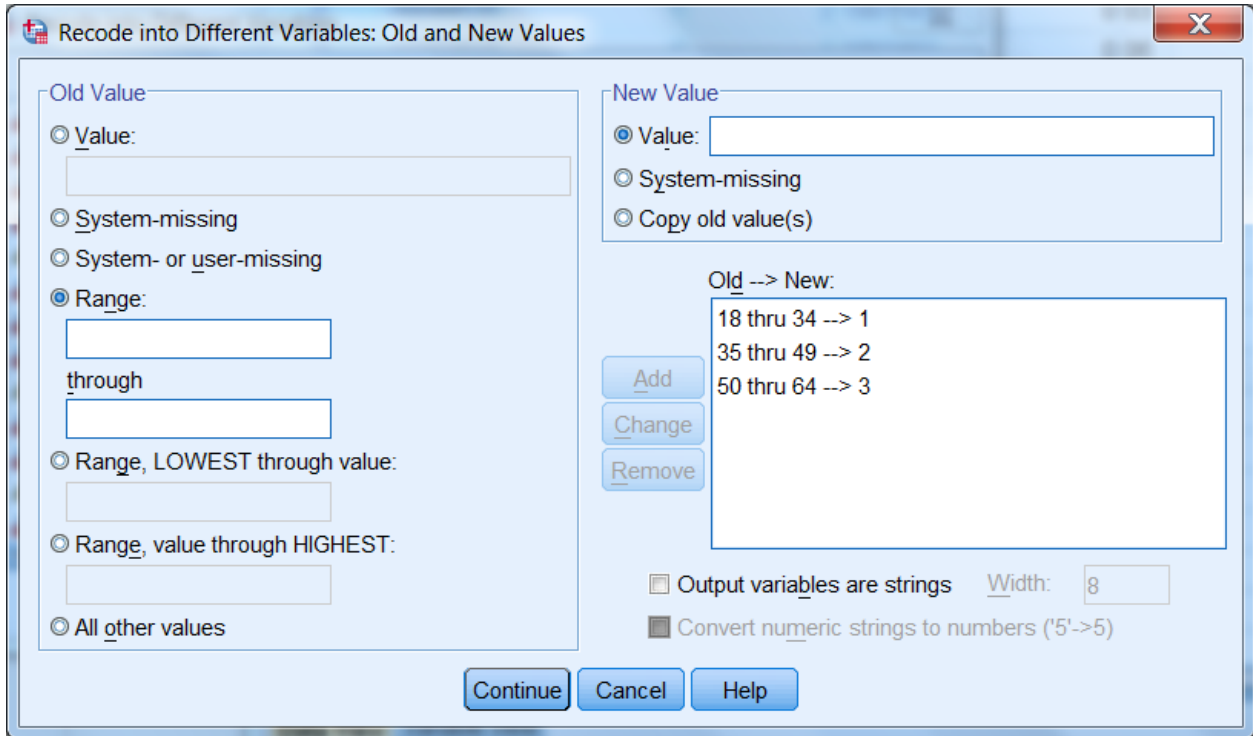 Recode into Different Variables: Old and New Values
Old Value
Value:
System-missing
System- or user-missing
Range:
through
Range, LOWEST through value:
Range, value through HIGHEST:
All other values
New Value
Value:
System-missing
Copy old value(s)
Old --> New:
18 thru 34 --> 1
35 thru 49 --> 2
50 thru 64 --> 3
Add
Change
Remove
Output variables are strings Width: 8
Convert numeric strings to numbers ('5'->5)
Continue Cancel Help